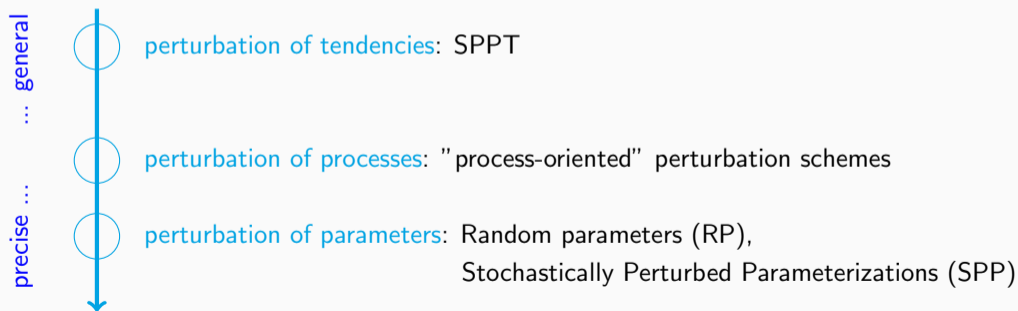 ... general
perturbation of tendencies: SPPT
perturbation of processes: ”process-oriented” perturbation schemes
precise ...
perturbation of parameters: Random parameters (RP),
Stochastically Perturbed Parameterizations (SPP)